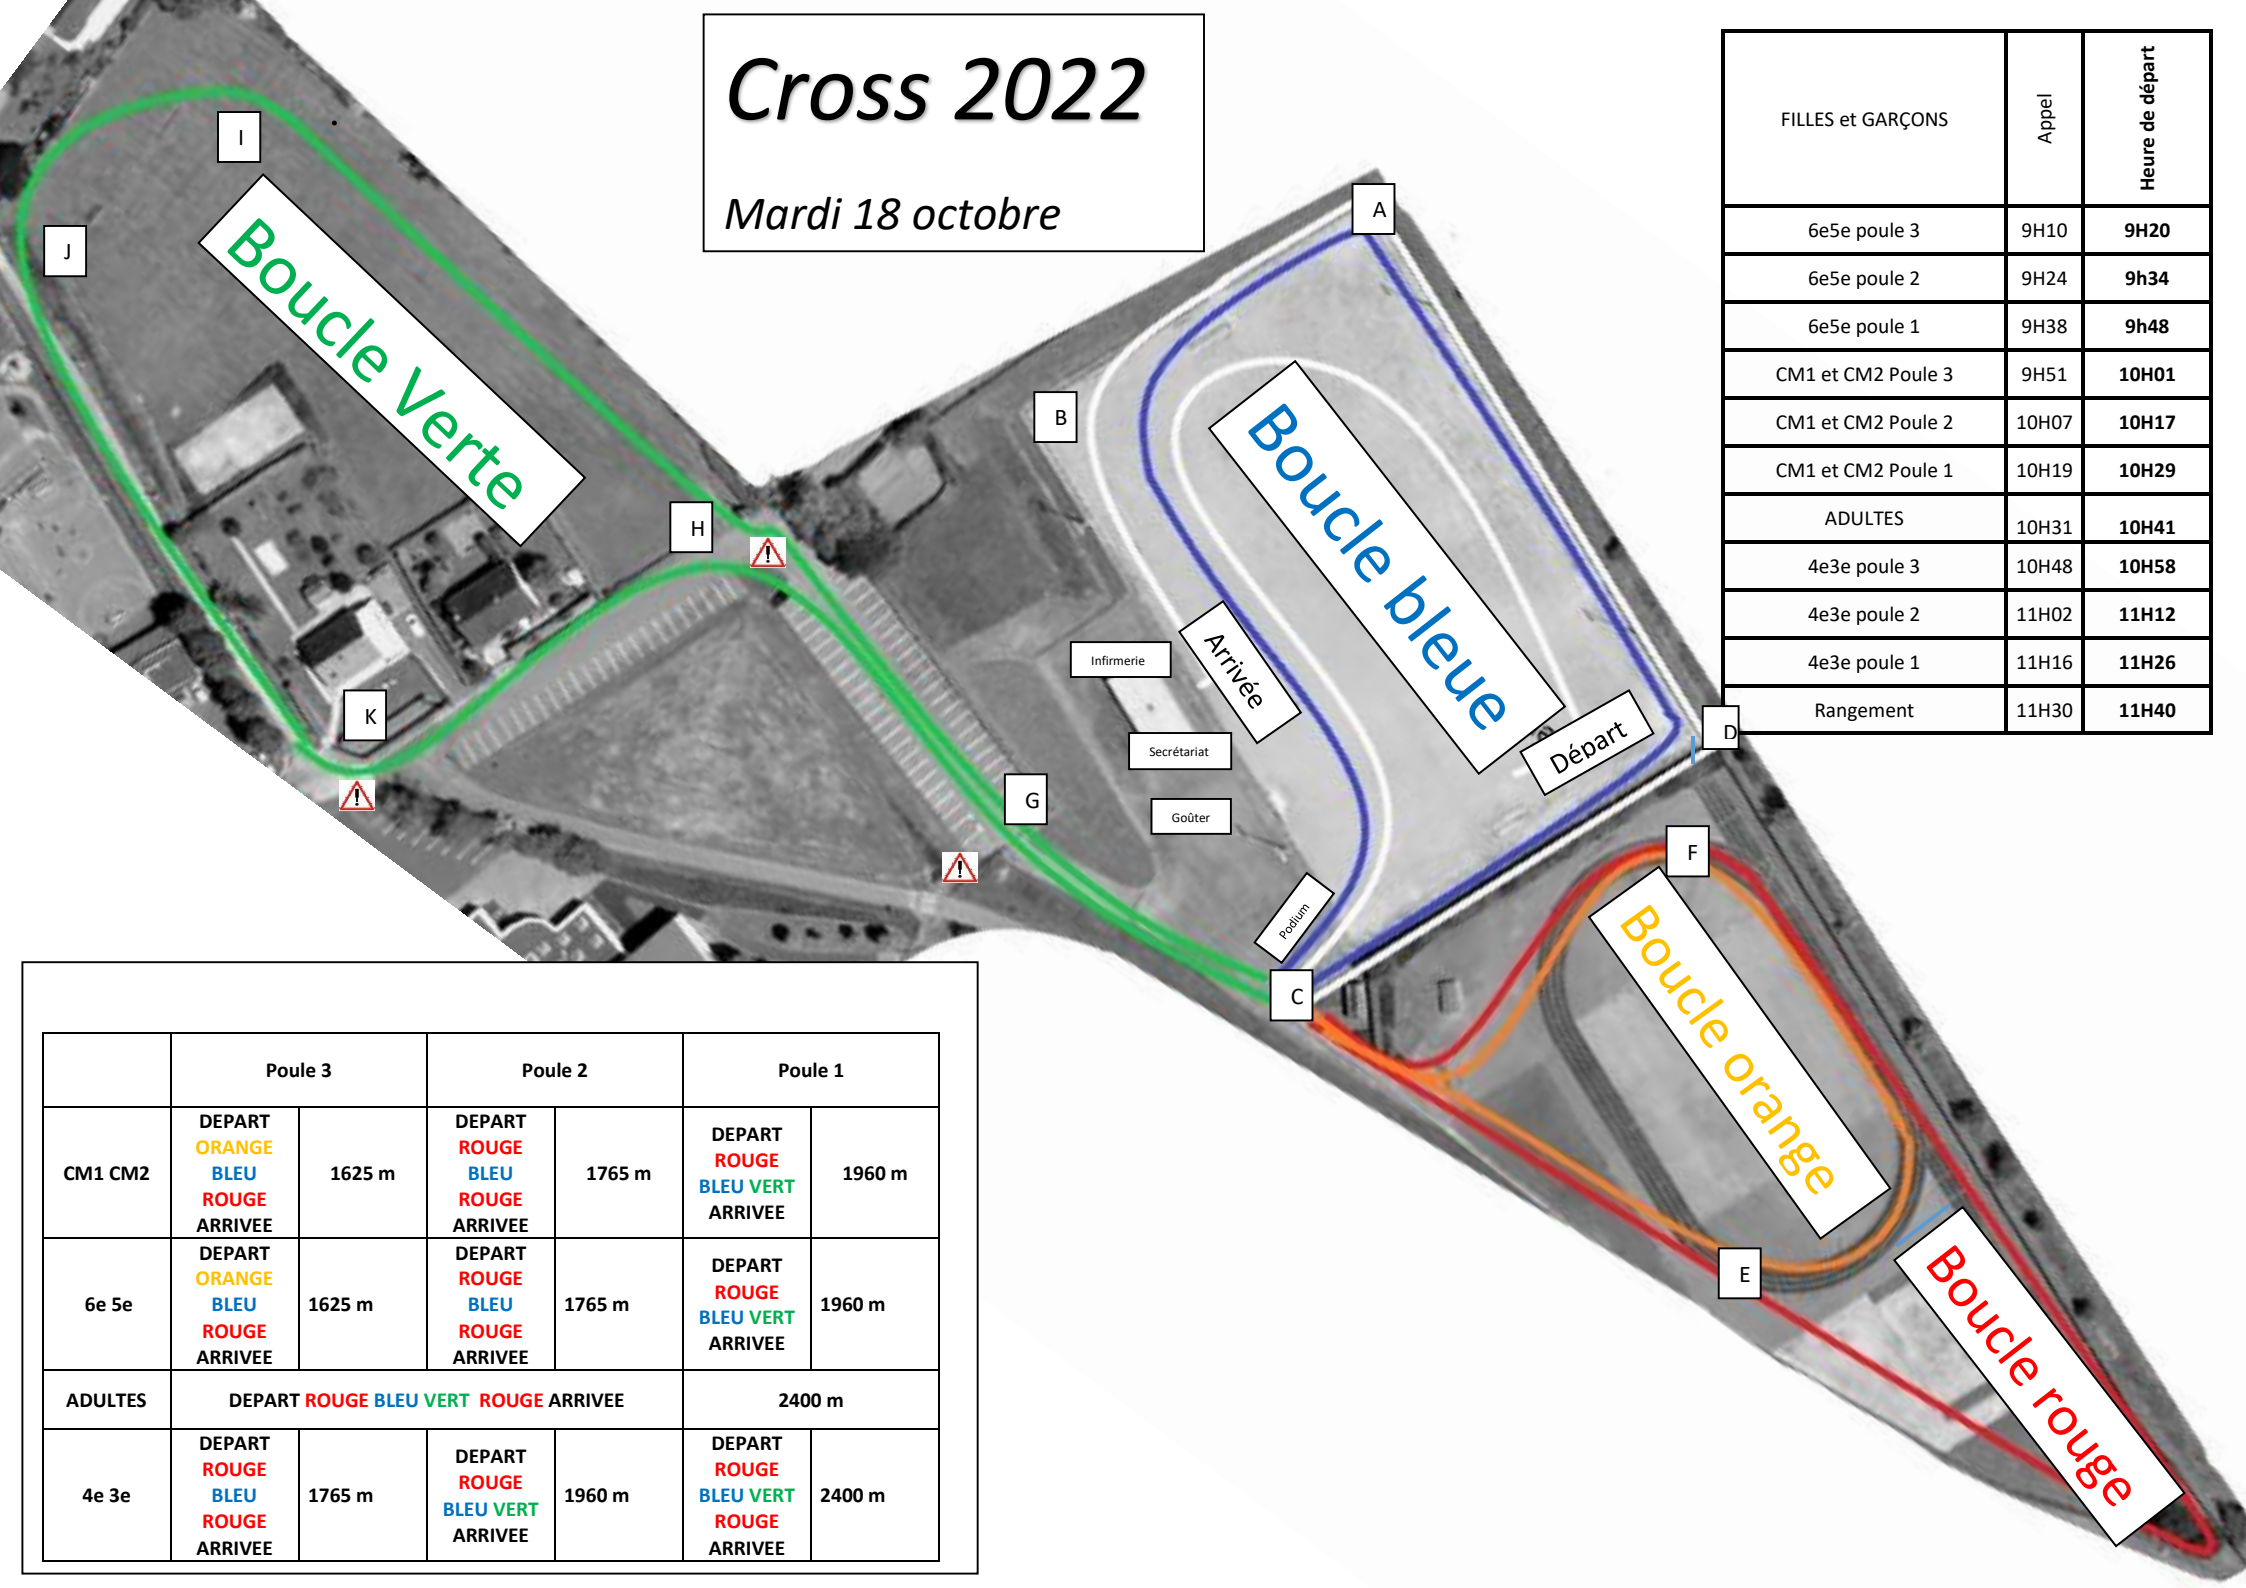 Cross 2022
Mardi 18 octobre
FILLES et GARÇONS Appel Heure de départ
6e5e poule 3 9H10 9H20
6e5e poule 2 9H24 9h34
6e5e poule 1 9H38 9h48
CM1 et CM2 Poule 3 9H51 10H01
CM1 et CM2 Poule 2 10H07 10H17
CM1 et CM2 Poule 1 10H19 10H29
ADULTES 10H31 10H41
4e3e poule 3 10H48 10H58
4e3e poule 2 11H02 11H12
4e3e poule 1 11H16 11H26
Rangement 11H30 11H40
I
J
Boucle Verte
H
K
G
A
B
Boucle bleue
Infirmerie
Arrivée
Secrétariat
Goûter
Départ
D
Podium
C
F
Boucle orange
E
Boucle rouge
Poule 3 Poule 2 Poule 1
CM1 CM2
DEPART
ORANGE
BLEU
ROUGE
ARRIVEE
1625 m
DEPART
ROUGE
BLEU
ROUGE
ARRIVEE
1765 m
DEPART
ROUGE
BLEU VERT
ARRIVEE
1960 m
6e 5e
DEPART
ORANGE
BLEU
ROUGE
ARRIVEE
1625 m
DEPART
ROUGE
BLEU
ROUGE
ARRIVEE
1765 m
DEPART
ROUGE
BLEU VERT
ARRIVEE
1960 m
ADULTES DEPART ROUGE BLEU VERT ROUGE ARRIVEE 2400 m
4e 3e
DEPART
ROUGE
BLEU
ROUGE
ARRIVEE
1765 m
DEPART
ROUGE
BLEU VERT
ARRIVEE
1960 m
DEPART
ROUGE
BLEU VERT
ROUGE
ARRIVEE
2400 m